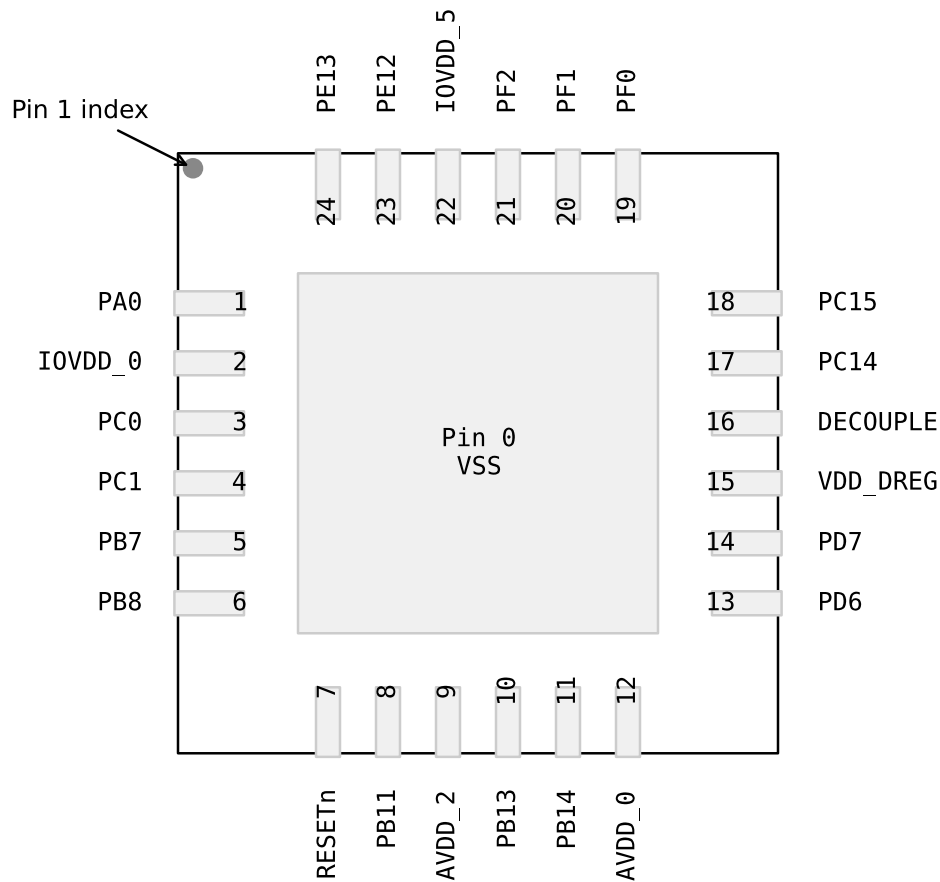 PE13
PE12
IOVDD_5
PF2
PF1
PF0
Pin 1 index
24
23
22
21
20
19
PA0 1
18 PC15
IOVDD_0 2
17 PC14
PC0 3
16 DECOUPLE
Pin 0
VSS
PC1 4
15 VDD_DREG
PB7 5
14 PD7
PB8 6
13 PD6
7
8
9
10
11
12
RESETn
PB11
AVDD_2
PB13
PB14
AVDD_0